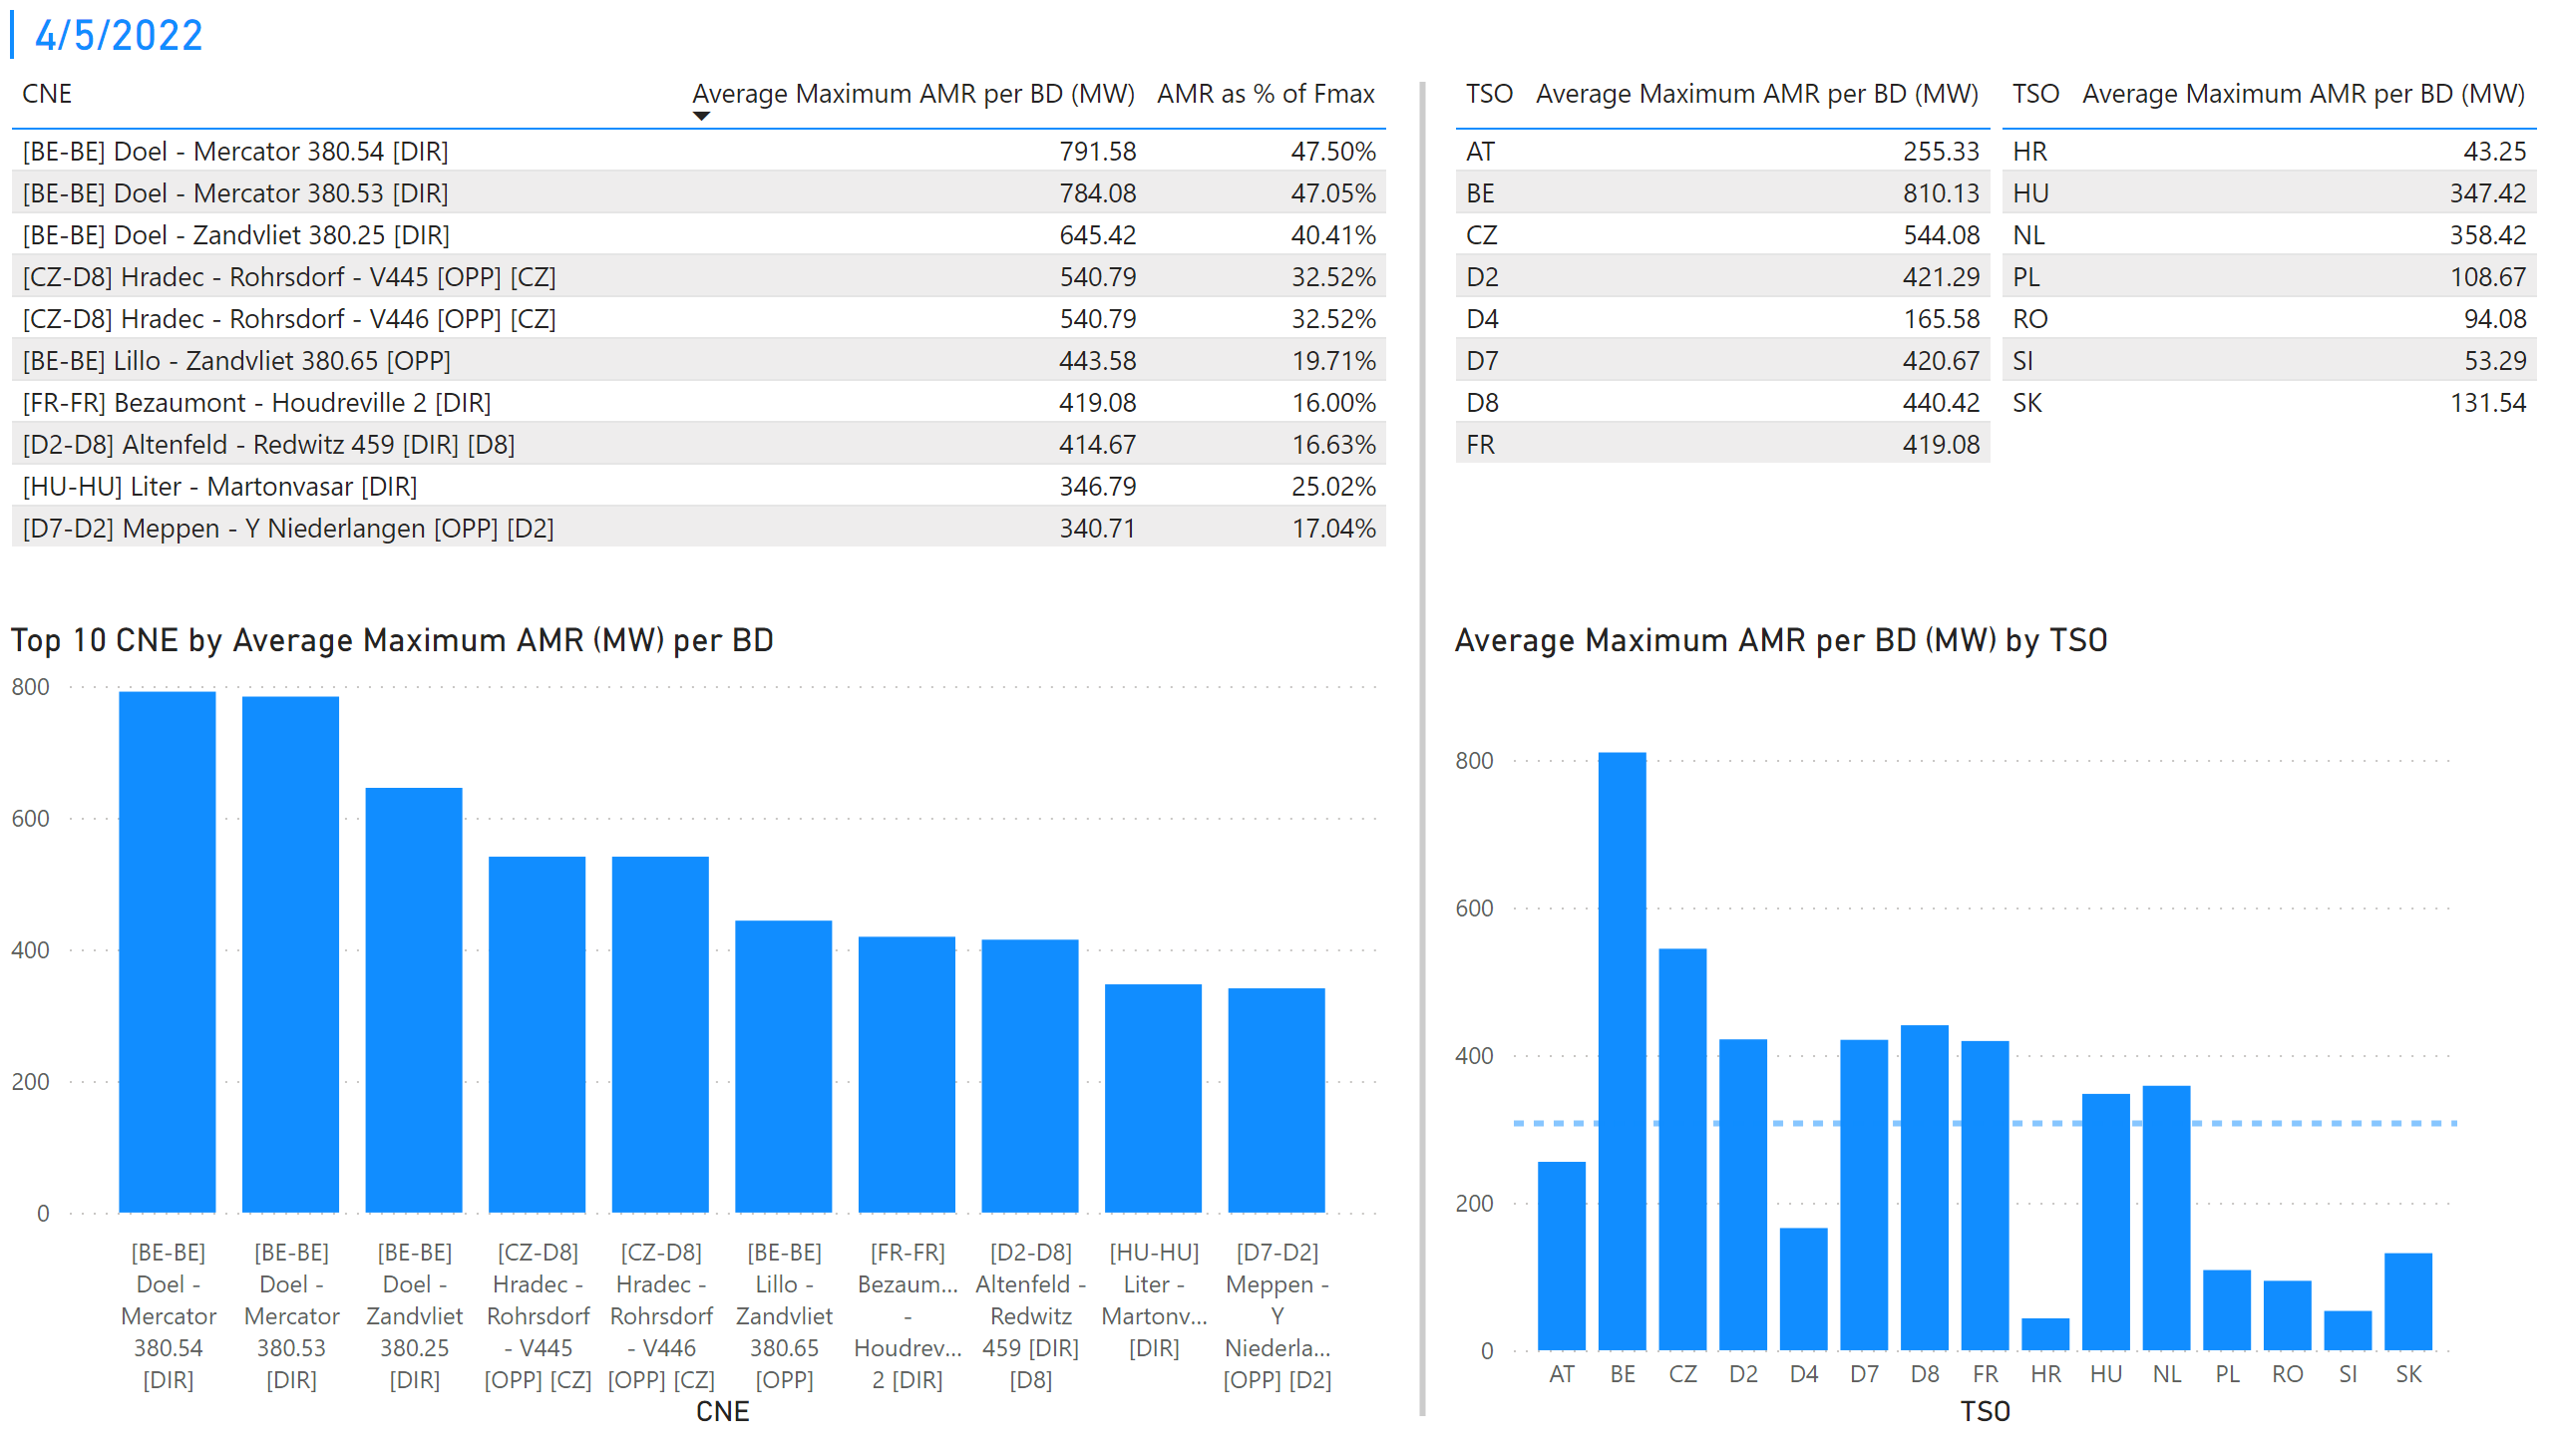 4/5/2022
CNE Average Maximum AMR per BD (MW) AMR as % of Fmax
[BE-BE] Doel - Mercator 380.54 [DIR] 791.58 47.50%
[BE-BE] Doel - Mercator 380.53 [DIR] 784.08 47.05%
[BE-BE] Doel - Zandvliet 380.25 [DIR] 645.42 40.41%
[CZ-D8] Hradec - Rohrsdorf - V445 [OPP] [CZ] 540.79 32.52%
[CZ-D8] Hradec - Rohrsdorf - V446 [OPP] [CZ] 540.79 32.52%
[BE-BE] Lillo - Zandvliet 380.65 [OPP] 443.58 19.71%
[FR-FR] Bezaumont - Houdreville 2 [DIR] 419.08 16.00%
[D2-D8] Altenfeld - Redwitz 459 [DIR] [D8] 414.67 16.63%
[HU-HU] Liter - Martonvasar [DIR] 346.79 25.02%
[D7-D2] Meppen - Y Niederlangen [OPP] [D2] 340.71 17.04%
TSO Average Maximum AMR per BD (MW)
AT 255.33
BE 810.13
CZ 544.08
D2 421.29
D4 165.58
D7 420.67
D8 440.42
FR 419.08
TSO Average Maximum AMR per BD (MW)
HR 43.25
HU 347.42
NL 358.42
PL 108.67
RO 94.08
SI 53.29
SK 131.54
Top 10 CNE by Average Maximum AMR (MW) per BD
800
600
400
200
0
[BE-BE]
Doel -
Mercator
380.54
[DIR]
[BE-BE]
Doel -
Mercator
380.53
[DIR]
[BE-BE]
Doel -
Zandvliet
380.25
[DIR]
[CZ-D8]
Hradec -
Rohrsdorf
- V445
[OPP] [CZ]
[CZ-D8]
Hradec -
Rohrsdorf
- V446
[OPP] [CZ]
[BE-BE]
Lillo -
Zandvliet
380.65
[OPP]
[FR-FR]
Bezaum...
-
Houdrev...
2 [DIR]
[D2-D8]
Altenfeld -
Redwitz
459 [DIR]
[D8]
[HU-HU]
Liter -
Martonv...
[DIR]
[D7-D2]
Meppen -
Y
Niederla...
[OPP] [D2]
CNE
Average Maximum AMR per BD (MW) by TSO
800
600
400
200
0
AT BE CZ D2 D4 D7 D8 FR HR HU NL PL RO SI SK
TSO